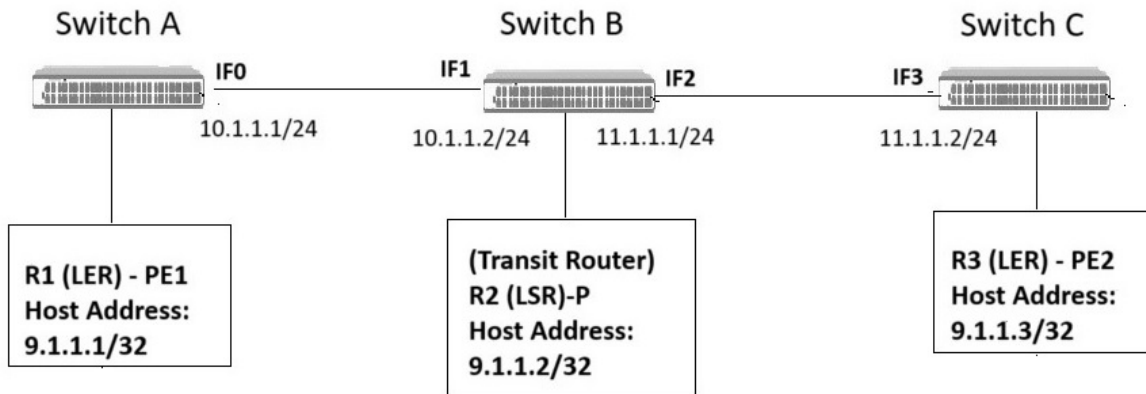 Switch A
Switch B
Switch C
IF0
IF1
IF2
IF3
10.1.1.1/24
10.1.1.2/24
11.1.1.1/24
11.1.1.2/24
R1 (LER) - PE1
Host Address:
9.1.1.1/32
(Transit Router)
R2 (LSR)-P
Host Address:
9.1.1.2/32
R3 (LER) - PE2
Host Address:
9.1.1.3/32